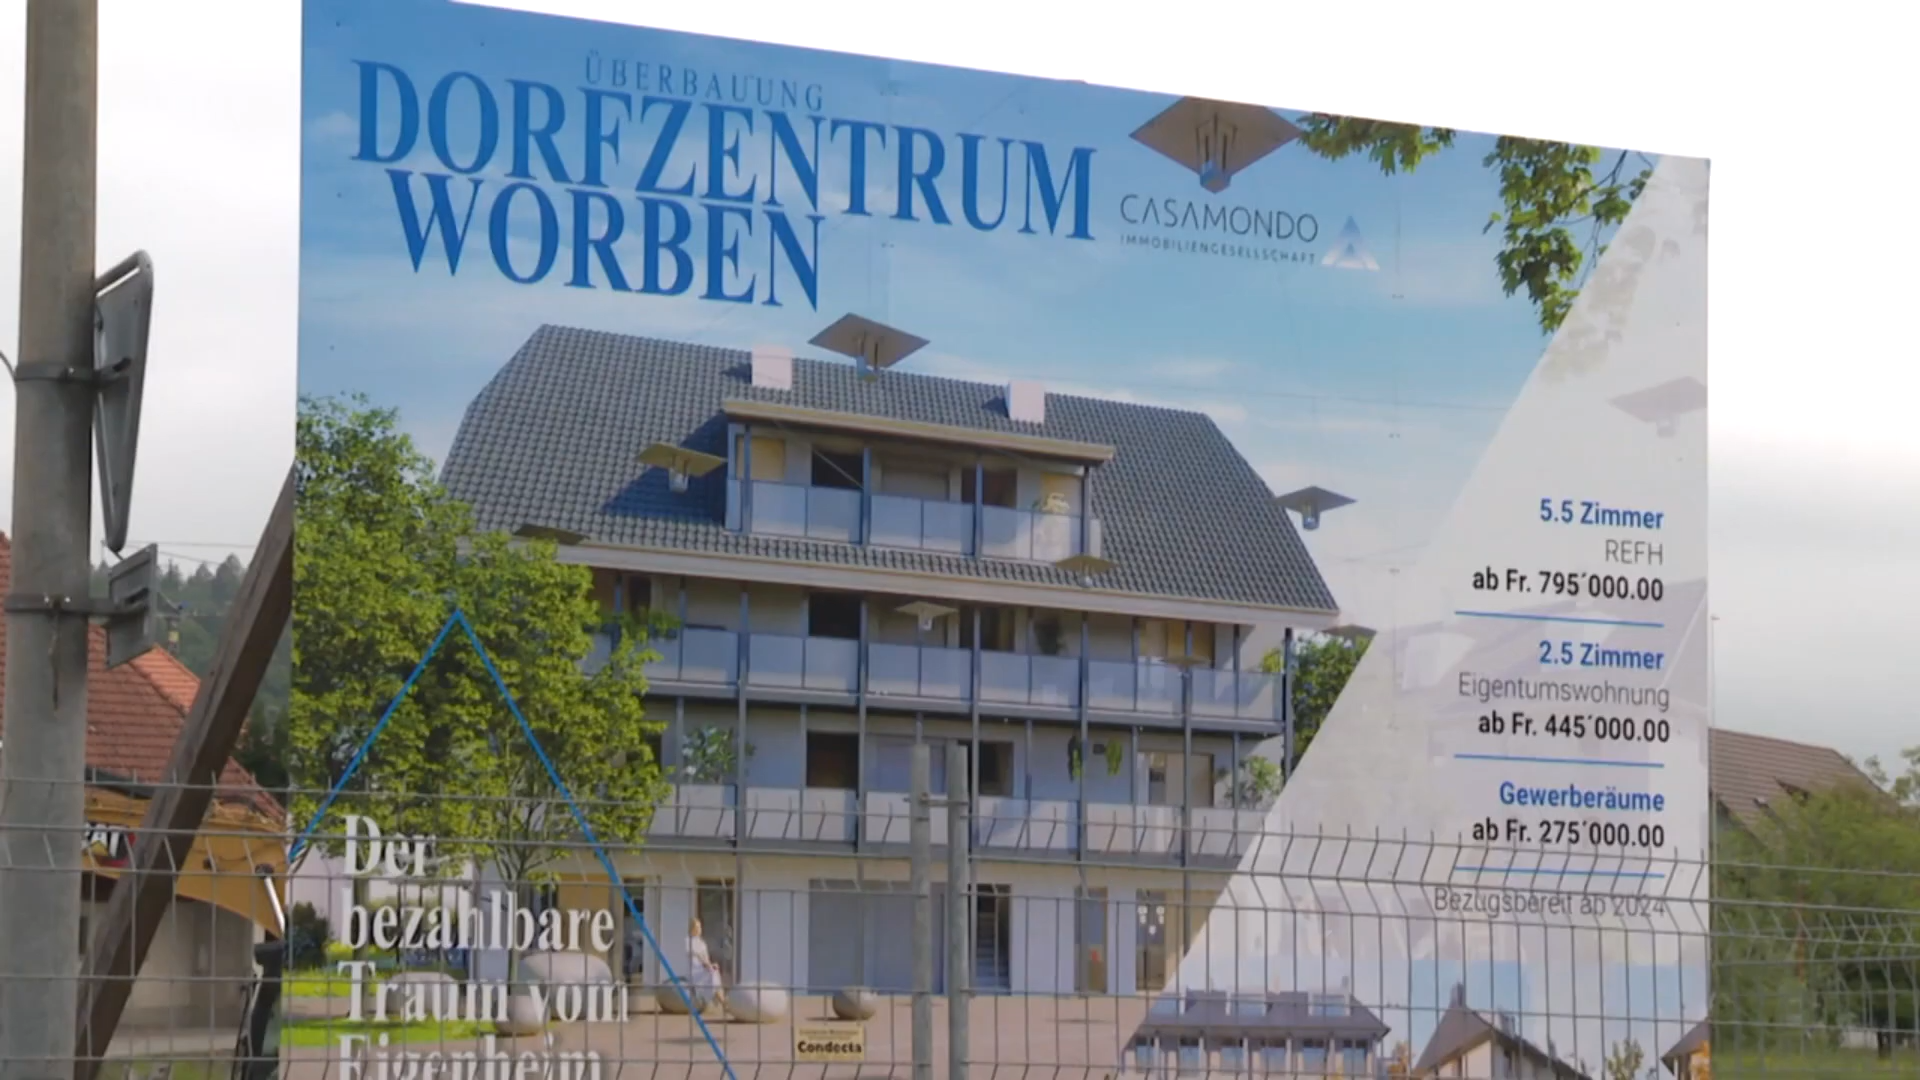 ÜBERBAUUNG
DORFZENTRUM
WORBEN
CASAMONDO
IMMOBILIENGESELLSCHAFT
5.5 Zimmer
REFH
ab Fr. 795´000.00
2.5 Zimmer
Eigentumswohnung
ab Fr. 445´000.00
Gewerberäume
ab Fr. 275´000.00
Bezugsbereit ab 2024
Der
bezahlbare
Traum vom
Eigenheim
Condecta